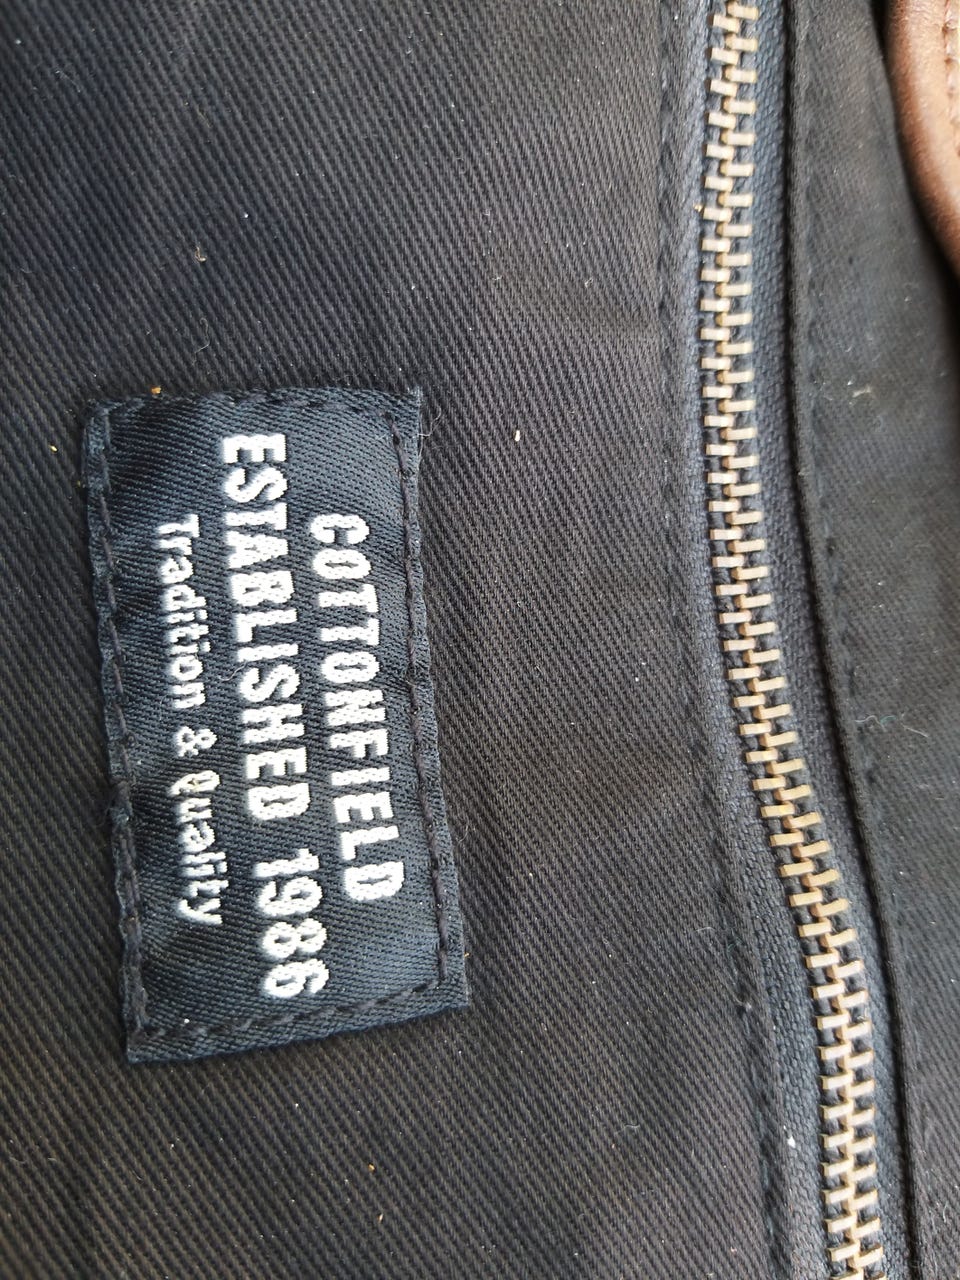 COTTONFIELD
ESTABLISHED 1986
Tradition & Quality